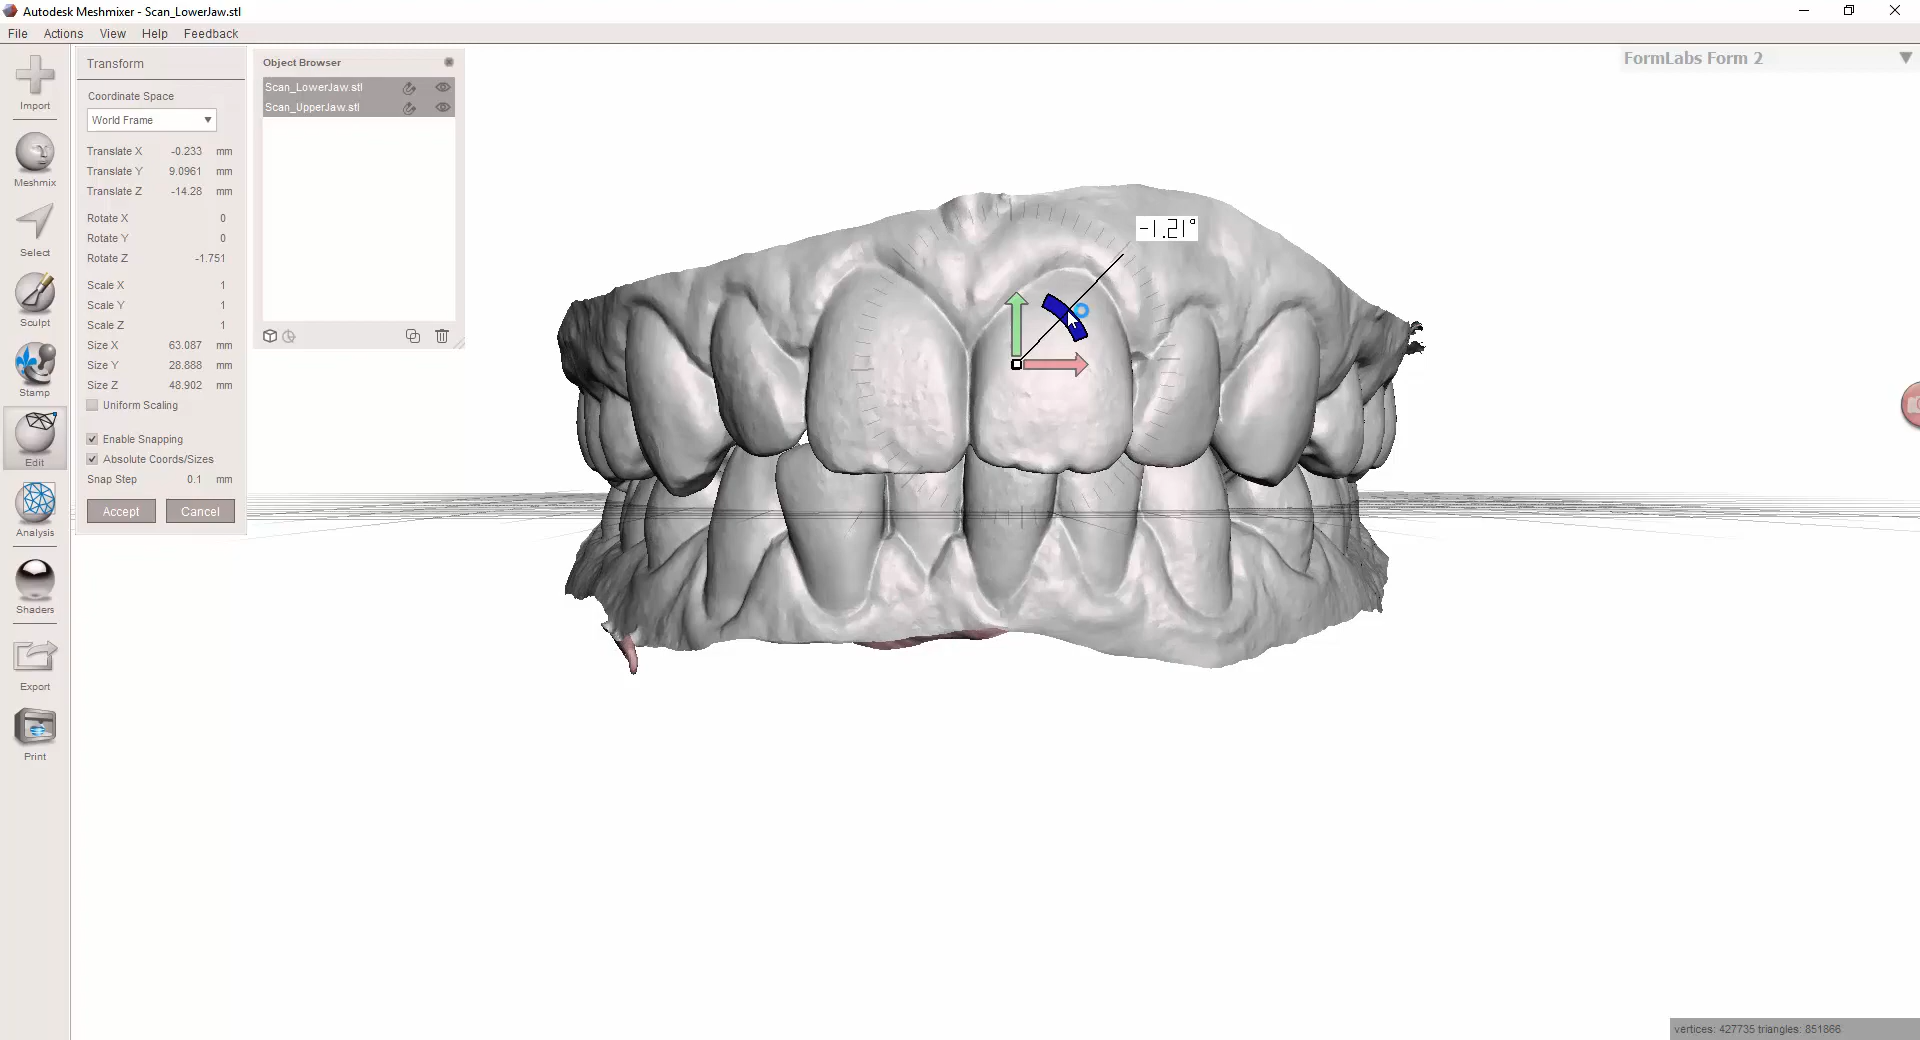 Autodesk Meshmixer - Scan_LowerJaw.stl
File Actions View Help Feedback
Import
Meshmix
Select
Sculpt
Stamp
Edit
Analysis
Shaders
Export
Print
Transform
Coordinate Space
World Frame
Translate X -0.233 mm
Translate Y 9.0961 mm
Translate Z -14.28 mm
Rotate X 0
Rotate Y 0
Rotate Z -1.751
Scale X 1
Scale Y 1
Scale Z 1
Size X 63.087 mm
Size Y 28.888 mm
Size Z 48.902 mm
Uniform Scaling
Enable Snapping
Absolute Coords/Sizes
Snap Step 0.1 mm
Accept Cancel
Object Browser
Scan_LowerJaw.stl
Scan_UpperJaw.stl
-1.21°
FormLabs Form 2
vertices: 427735 triangles: 851866